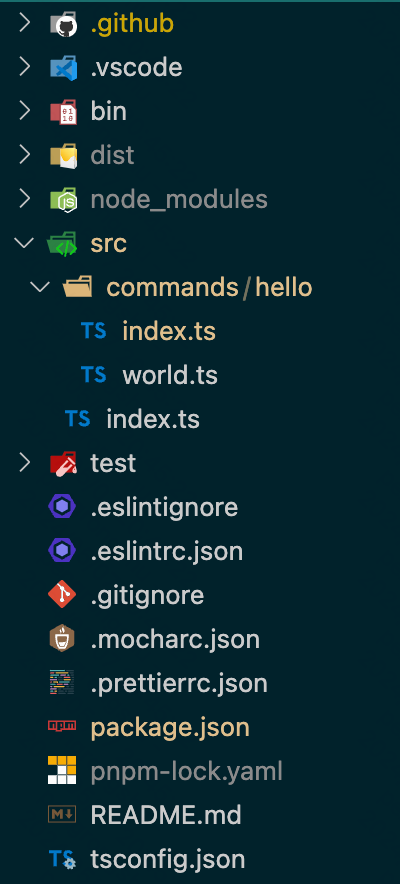 .github
.vscode
bin
dist
node_modules
src
commands/hello
TS index.ts
TS world.ts
TS index.ts
test
.eslintignore
.eslintrc.json
.gitignore
.mocharc.json
.prettierrc.json
package.json
pnpm-lock.yaml
README.md
TS tsconfig.json